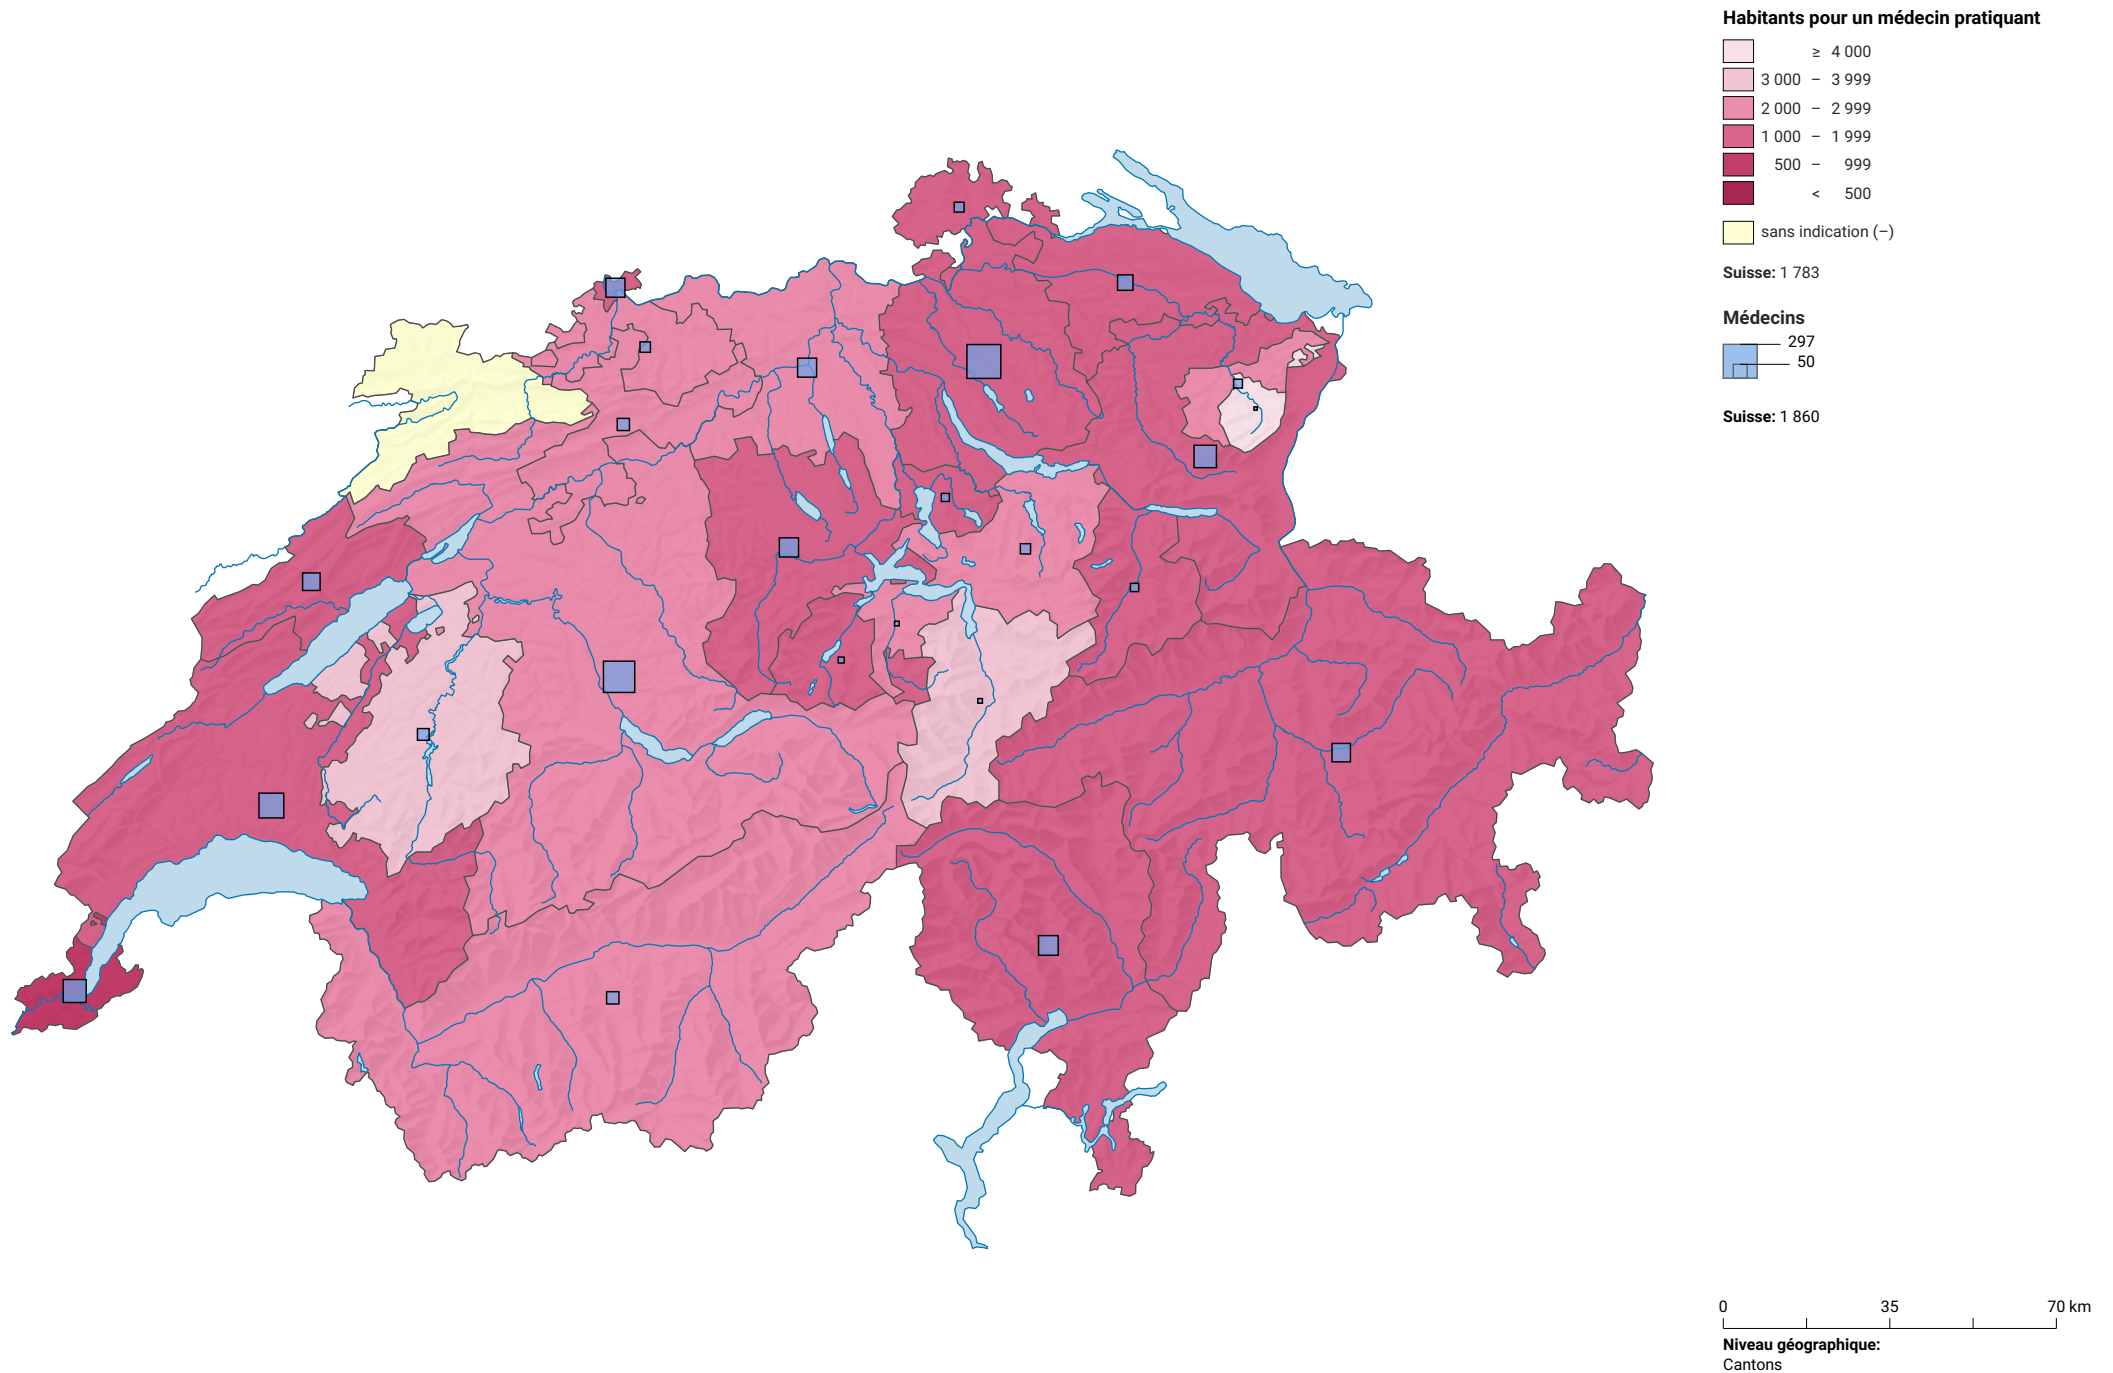 Habitants pour un médecin pratiquant
≥ 4 000
3 000 – 3 999
2 000 – 2 999
1 000 – 1 999
500 – 999
< 500
sans indication (–)
Suisse: 1 783
Médecins
297
50
Suisse: 1 860
0 35 70 km
Niveau géographique:
Cantons